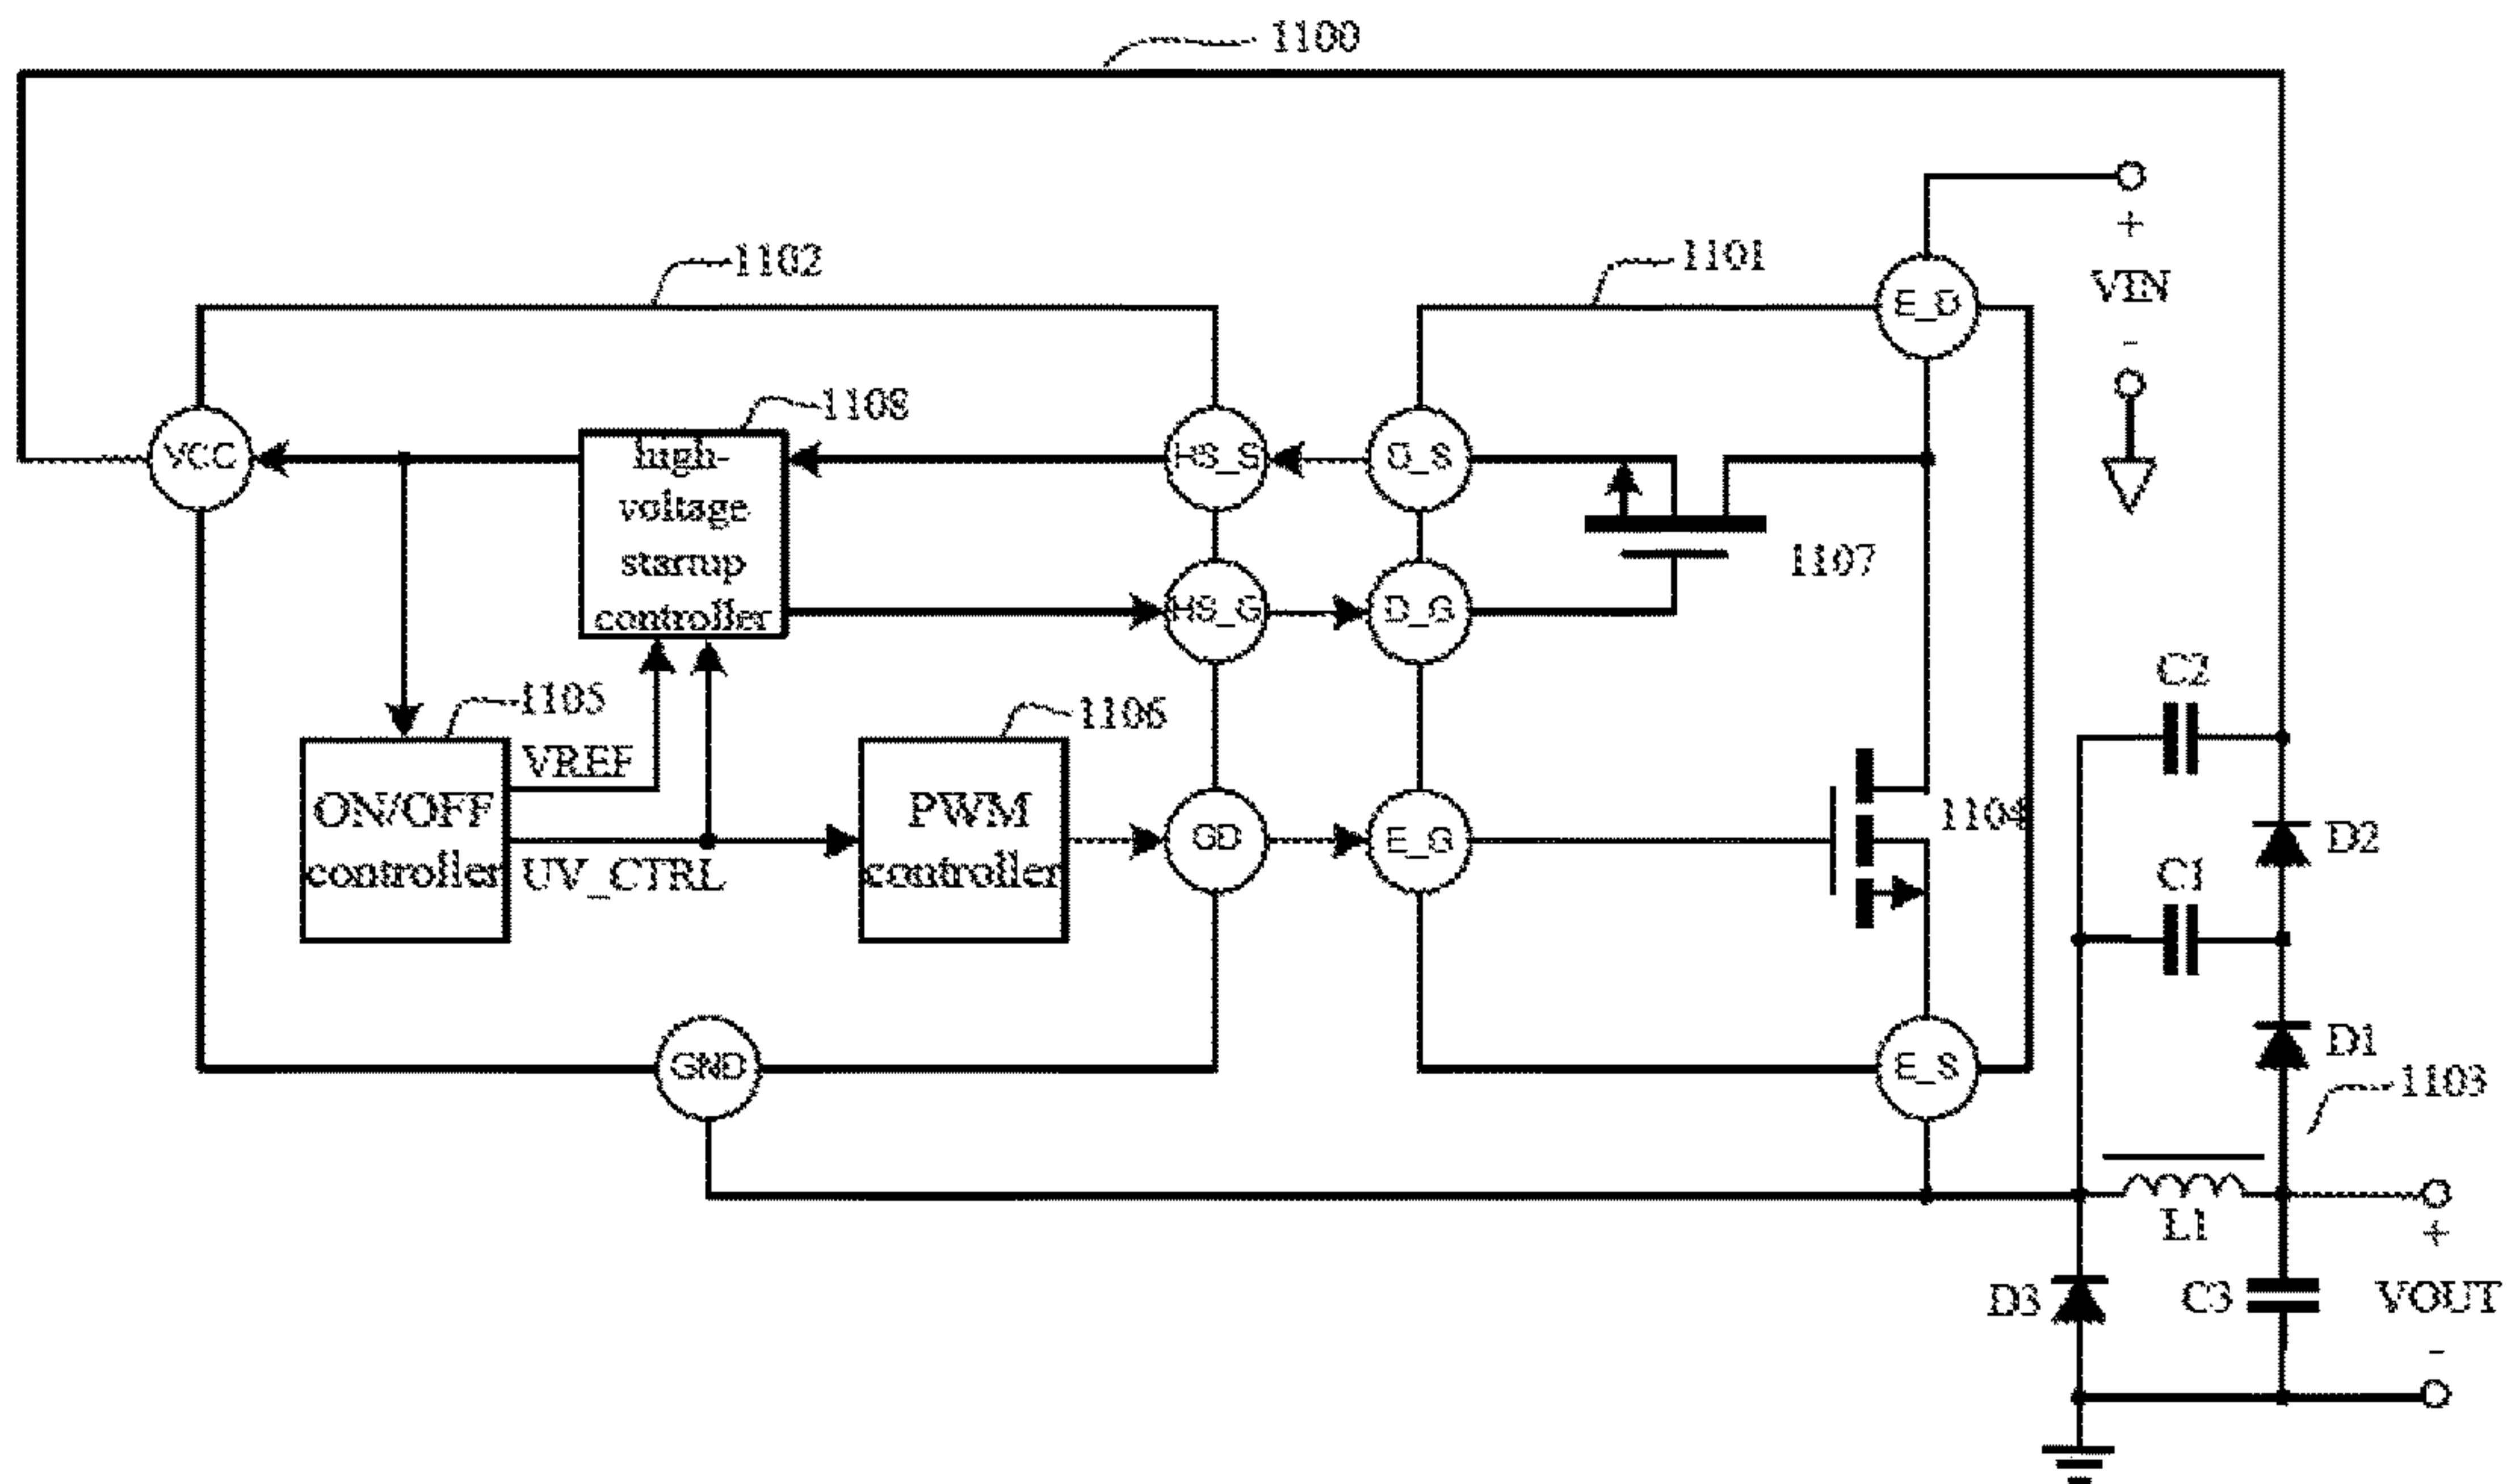 1100
1102
1101
+
VIN
-
E_D
1108
VCC
high-
voltage
startup
controller
HS_S
D_S
HS_G
D_G
1107
1105
VREF
ON/OFF
controller
UV_CTRL
1106
PWM
controller
GD
E_G
1104
C2
D2
C1
D1
1103
GND
E_S
L1
+
D3
C3
VOUT
-